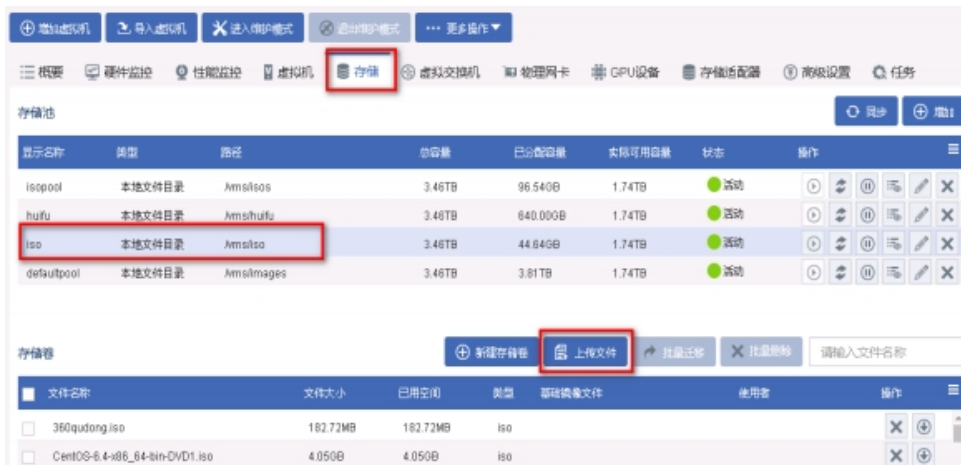 增加虚拟机 导入虚拟机 进入维护模式 退出维护模式 更多操作
概要 硬件监控 性能监控 虚拟机 存储 虚拟交换机 物理网卡 GPU设备 存储适配器 高级设置 任务
存储池 同步 增加
显示名称 类型 路径 总容量 已分配容量 实际可用容量 状态 操作
isopool 本地文件目录 /vms/isos 3.46TB 96.54GB 1.74TB 活动
huifu 本地文件目录 /vms/huifu 3.46TB 640.00GB 1.74TB 活动
iso 本地文件目录 /vms/iso 3.46TB 44.64GB 1.74TB 活动
defaultpool 本地文件目录 /vms/images 3.46TB 3.81TB 1.74TB 活动
存储卷 新建存储卷 上传文件 批量迁移 批量删除 请输入文件名称
文件名称 文件大小 已用空间 类型 基础镜像文件 使用者 操作
360qudong.iso 182.72MB 182.72MB iso
CentOS-6.4-x86_64-bin-DVD1.iso 4.05GB 4.05GB iso